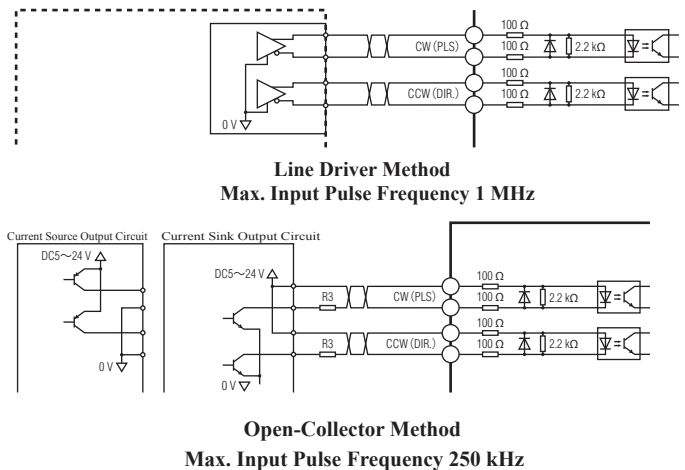 100 Ω
CW (PLS)
100 Ω
2.2 kΩ
100 Ω
CCW (DIR.)
100 Ω
2.2 kΩ
0 V
Line Driver Method
Max. Input Pulse Frequency 1 MHz
Current Source Output Circuit
Current Sink Output Circuit
DC5～24 V
0 V
DC5～24 V
R3
CW (PLS)
R3
CCW (DIR.)
0 V
100 Ω
100 Ω
2.2 kΩ
100 Ω
100 Ω
2.2 kΩ
Open-Collector Method
Max. Input Pulse Frequency 250 kHz